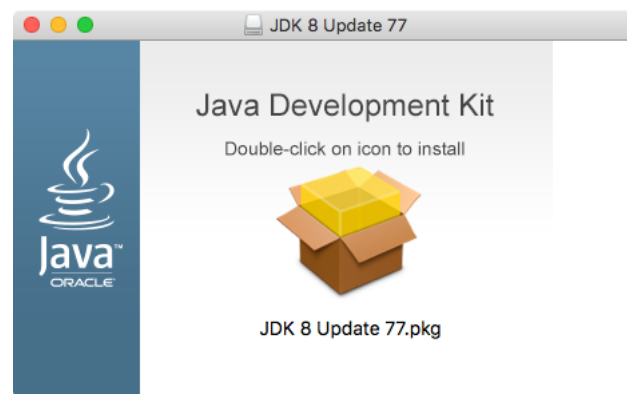 JDK 8 Update 77
Java Development Kit
Double-click on icon to install
Java™
ORACLE
JDK 8 Update 77.pkg